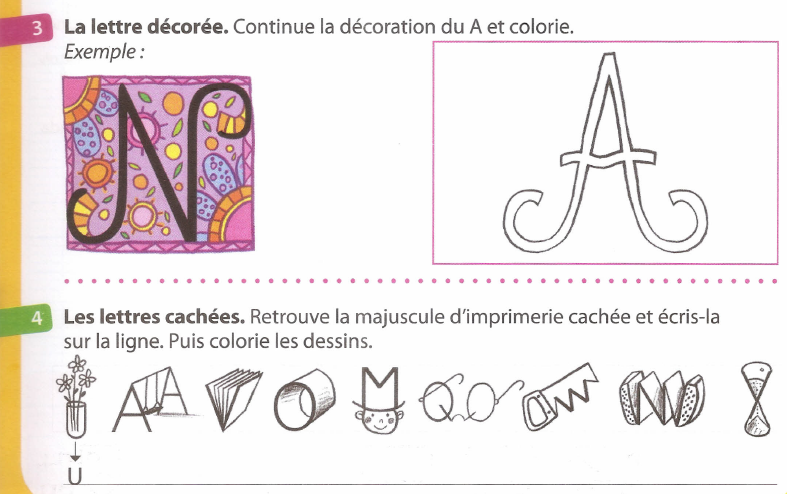 3 La lettre décorée. Continue la décoration du A et colorie.
Exemple :
N
A
4 Les lettres cachées. Retrouve la majuscule d'imprimerie cachée et écris-la
sur la ligne. Puis colorie les dessins.
U